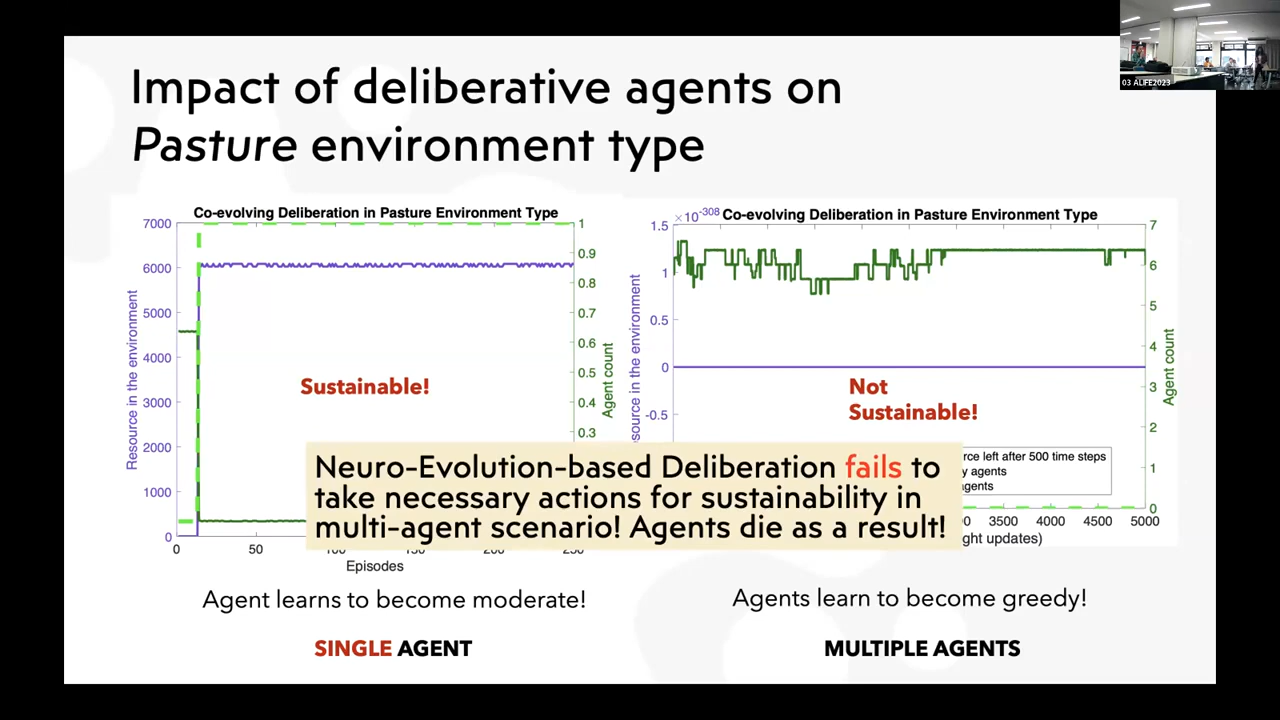 03 ALIFE2023
Impact of deliberative agents on
Pasture environment type
Co-evolving Deliberation in Pasture Environment Type
7000
6000
5000
4000
3000
2000
1000
0
Resource in the environment
1
0.9
0.8
0.7
0.6
0.5
0.4
0.3
Agent count
0
50
100
150
200
250
Episodes
Sustainable!
×10-308
Co-evolving Deliberation in Pasture Environment Type
1.5
1
0.5
0
-0.5
source in the environment
7
6
5
4
3
2
1
0
Agent count
Not
Sustainable!
rce left after 500 time steps
y agents
agents
3500
4000
4500
5000
ght updates)
Neuro-Evolution-based Deliberation fails to
take necessary actions for sustainability in
multi-agent scenario! Agents die as a result!
Agent learns to become moderate!
Agents learn to become greedy!
SINGLE AGENT
MULTIPLE AGENTS